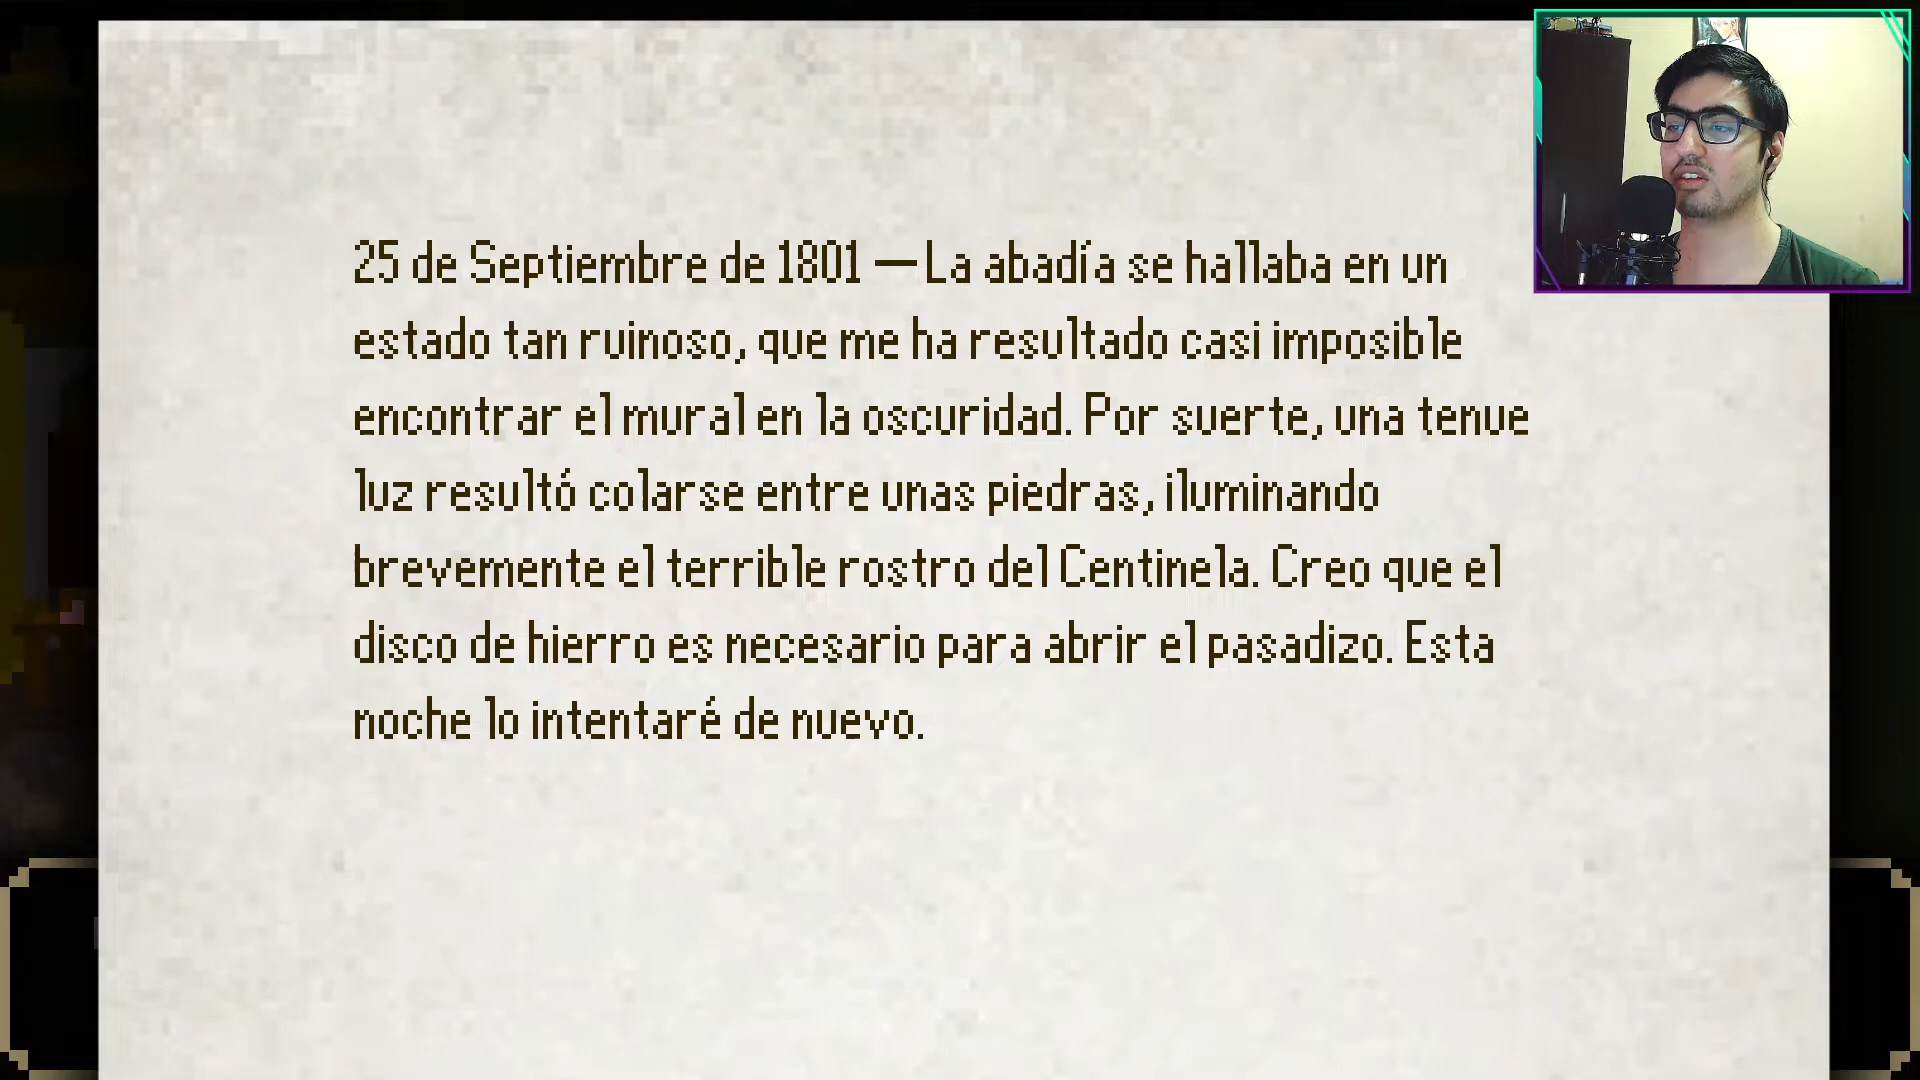 25 de Septiembre de 1801 — La abadía se hallaba en un
estado tan ruinoso, que me ha resultado casi imposible
encontrar el mural en la oscuridad. Por suerte, una tenue
luz resultó colarse entre unas piedras, iluminando
brevemente el terrible rostro del Centinela. Creo que el
disco de hierro es necesario para abrir el pasadizo. Esta
noche lo intentaré de nuevo.